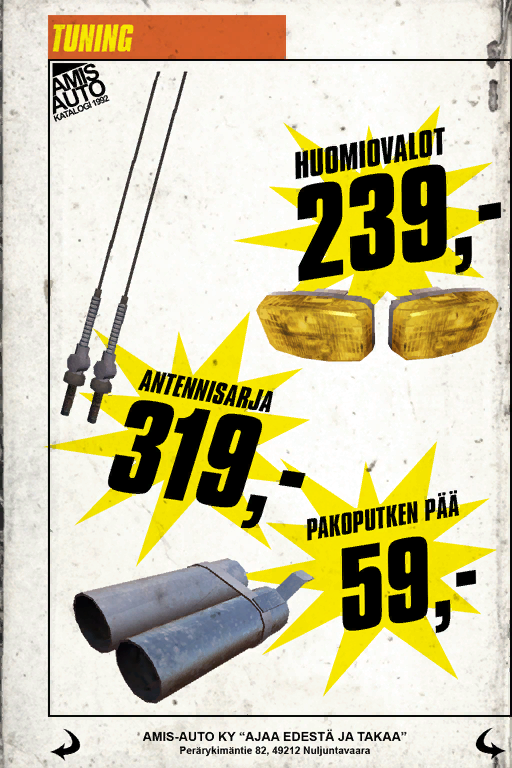 TUNING
AMIS
AUTO
KATALOGI 1992
HUOMIOVALOT
239,-
ANTENNISARJA
319,-
PAKOPUTKEN PÄÄ
59,-
AMIS-AUTO KY “AJAA EDESTÄ JA TAKAA”
Perärykimäntie 82, 49212 Nuljuntavaara